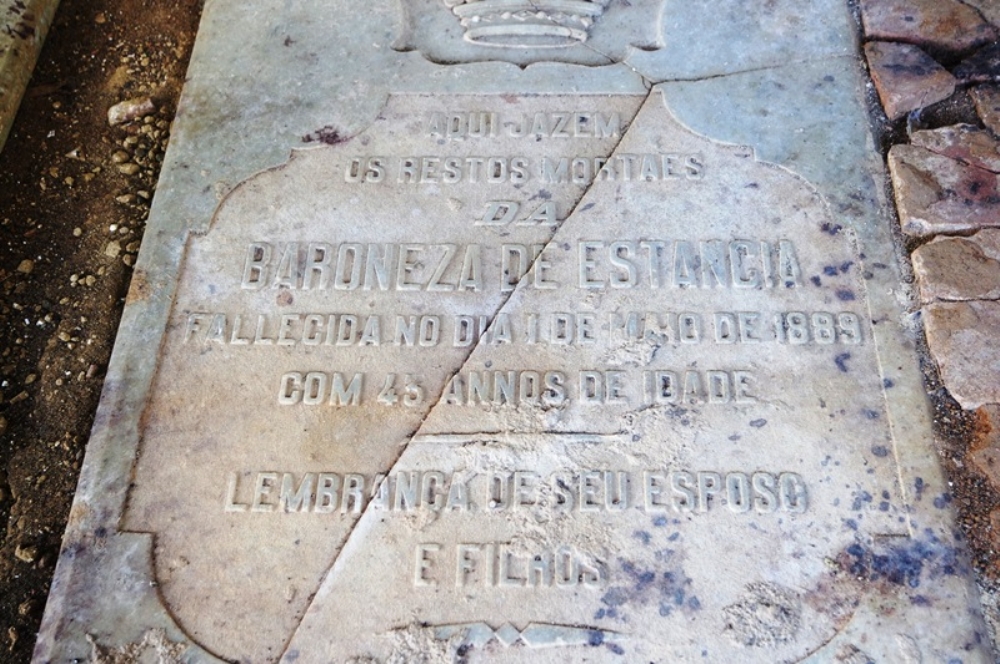 AQUI JAZEM
OS RESTOS MORTAES
DA
BARONEZA DE ESTANCIA
FALLECIDA NO DIA 1 DE MAIO DE 1889
COM 45 ANNOS DE IDADE
LEMBRANÇA DE SEU ESPOSO
E FILHOS